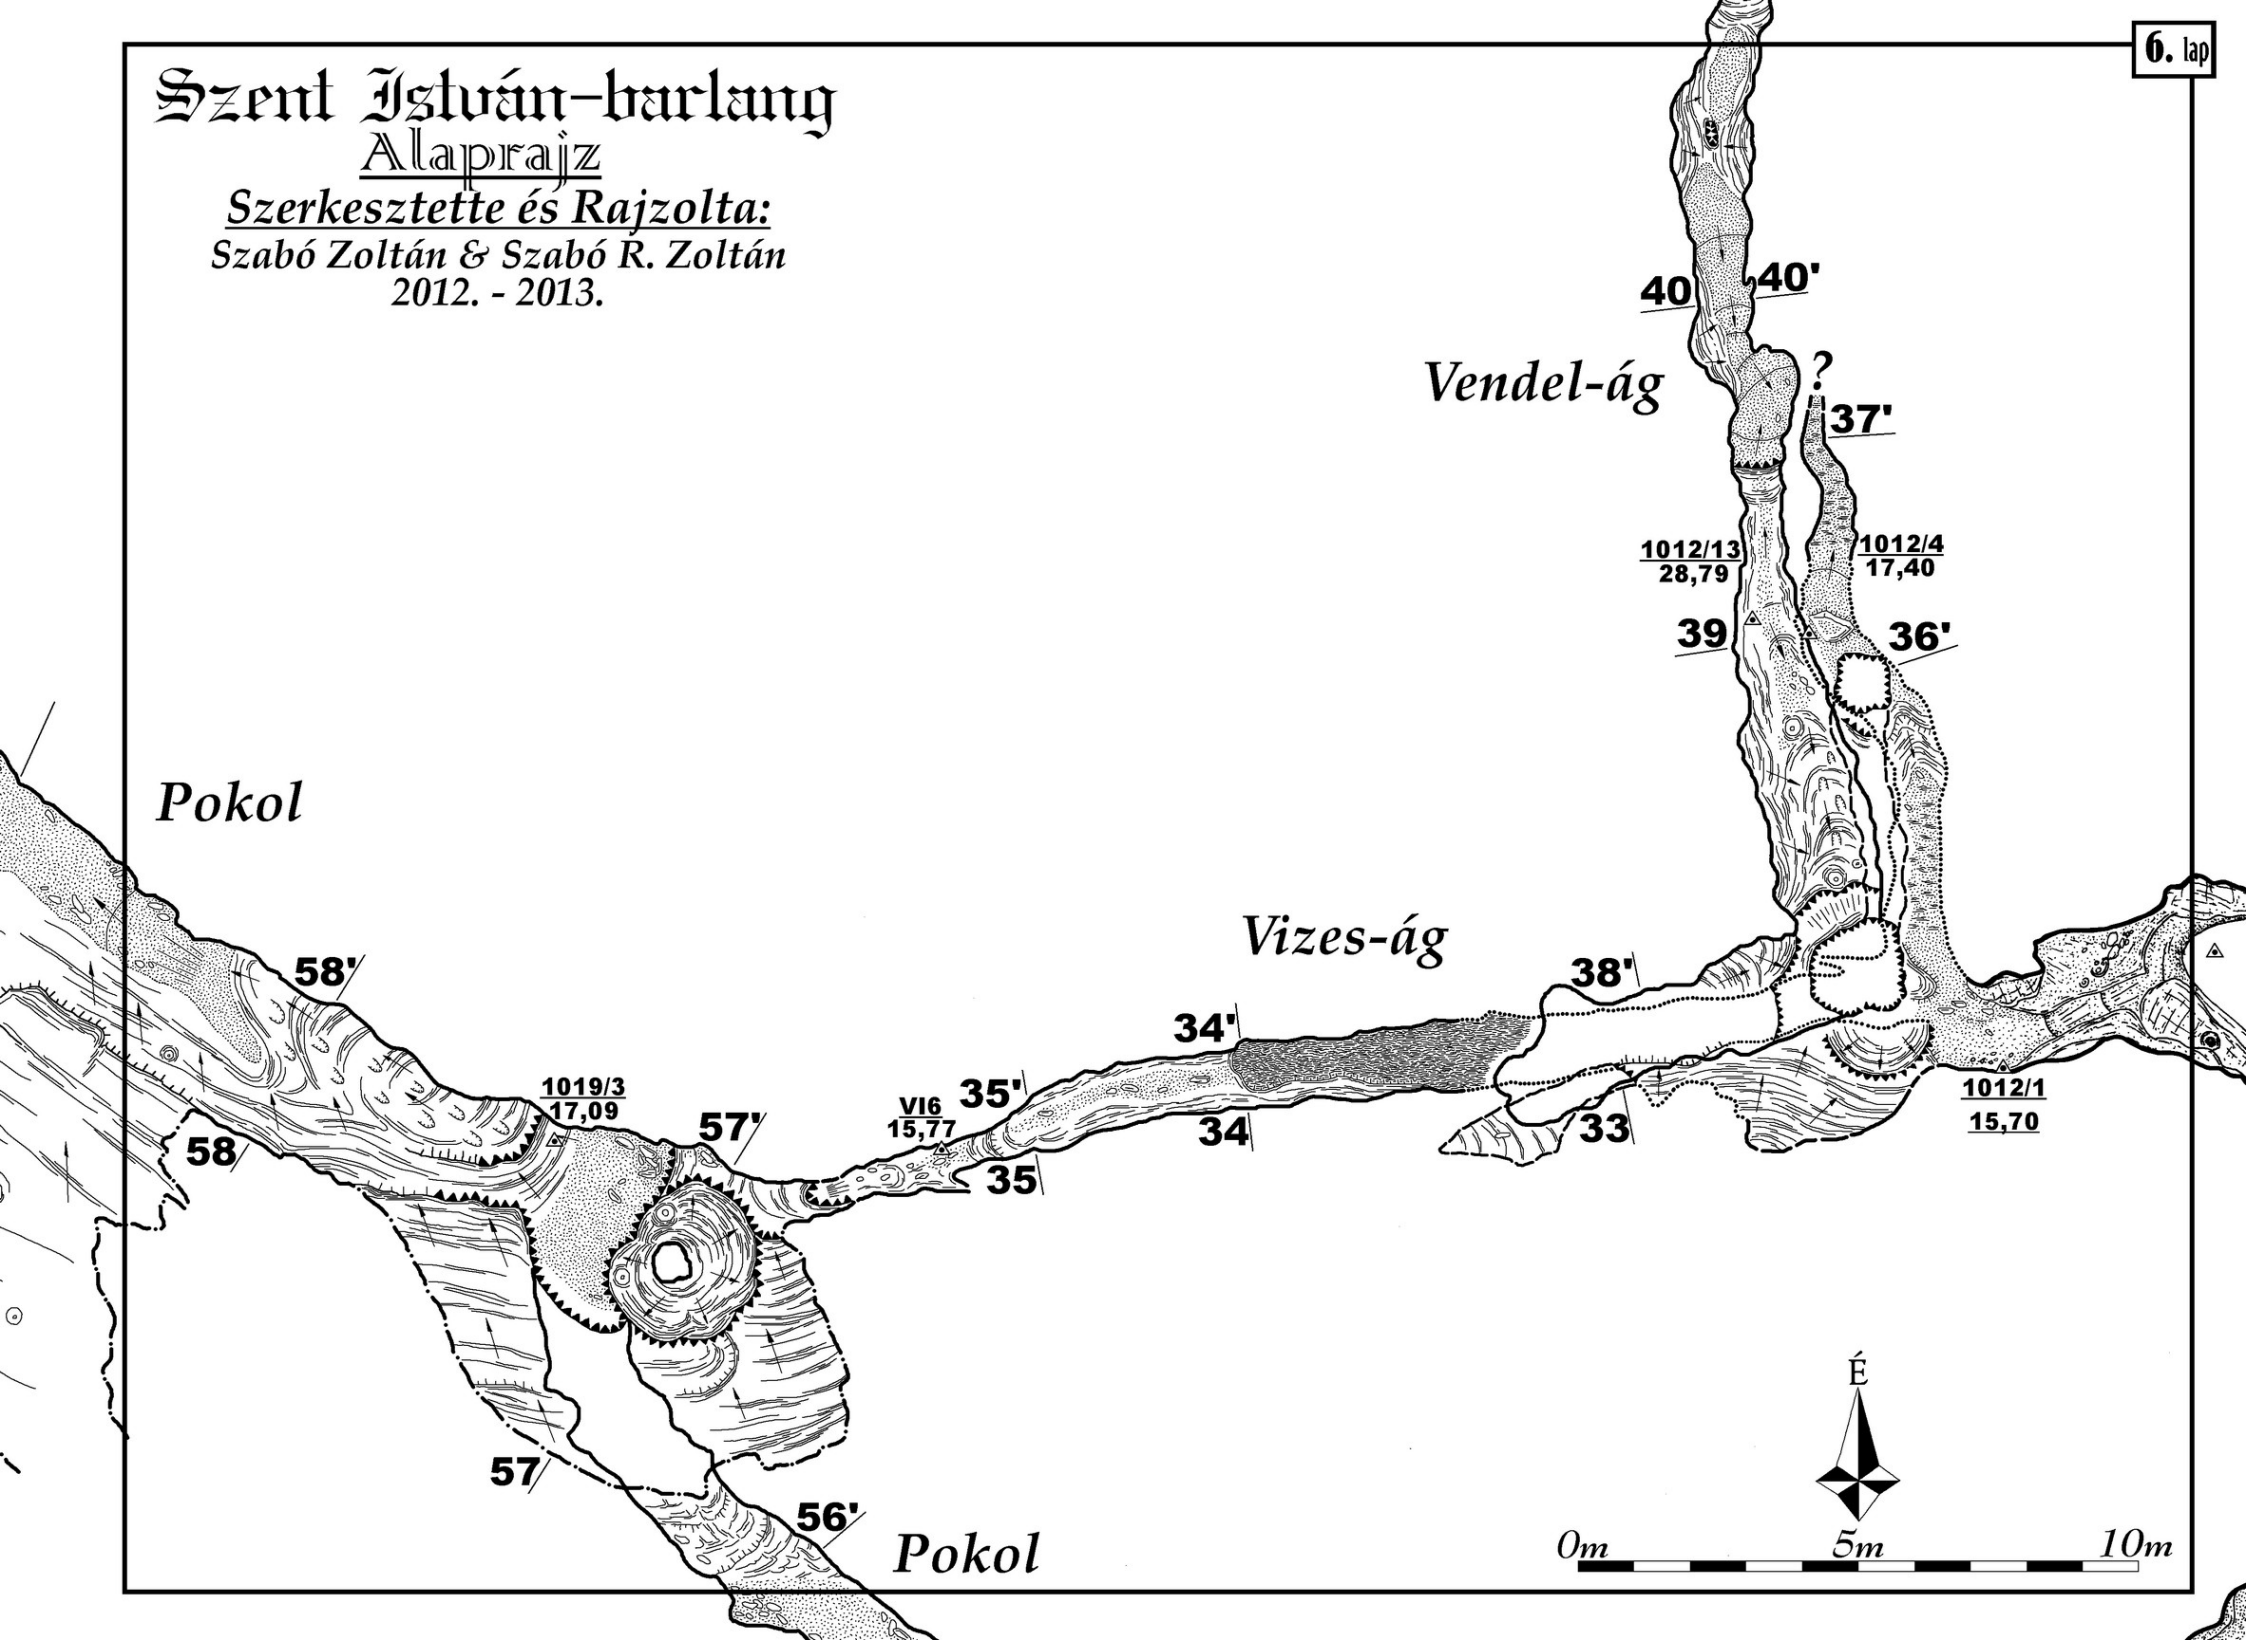 6. lap
Szent István-barlang
Alaprajz
Szerkesztette és Rajzolta:
Szabó Zoltán & Szabó R. Zoltán
2012. - 2013.
40
40'
Vendel-ág
?
37'
1012/13
28,79
1012/4
17,40
39
36'
Pokol
Vizes-ág
58'
38'
34'
1019/3
17,09
35'
VI6
15,77
57'
58
34
33
1012/1
15,70
35
É
57
56'
Pokol
0m
5m
10m